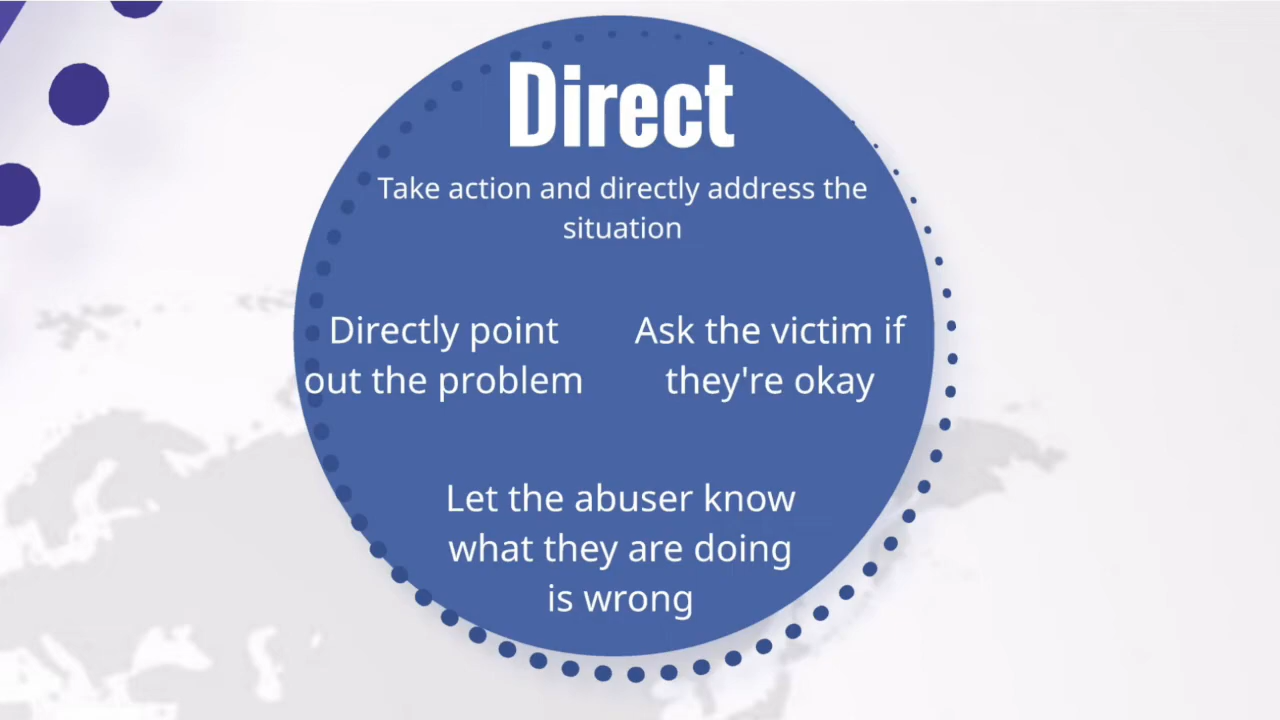 Direct
Take action and directly address the
situation
Directly point
out the problem
Ask the victim if
they're okay
Let the abuser know
what they are doing
is wrong